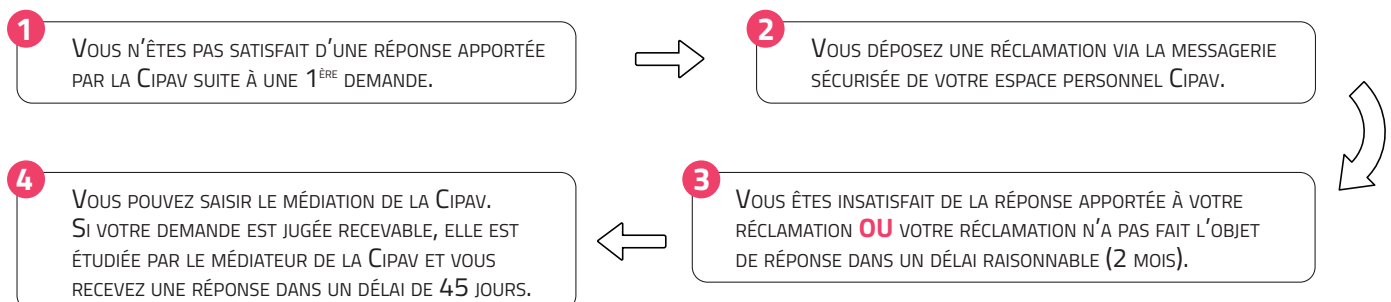 1
Vous n'êtes pas satisfait d'une réponse apportée
par la Cipav suite à une 1ère demande.
2
Vous déposez une réclamation via la messagerie
sécurisée de votre espace personnel Cipav.
3
Vous êtes insatisfait de la réponse apportée à votre
réclamation OU votre réclamation n'a pas fait l'objet
de réponse dans un délai raisonnable (2 mois).
4
Vous pouvez saisir le médiation de la Cipav.
Si votre demande est jugée recevable, elle est
étudiée par le médiateur de la Cipav et vous
recevez une réponse dans un délai de 45 jours.